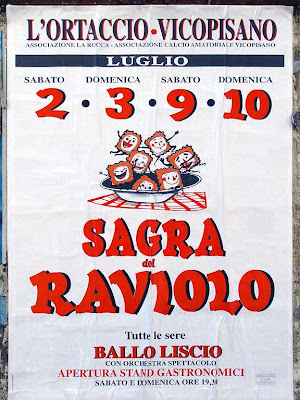 L'ORTACCIO • VICOPISANO
ASSOCIAZIONE LA ROCCA - ASSOCIAZIONE CALCIO AMATORIALE VICOPISANO
LUGLIO
SABATO DOMENICA SABATO DOMENICA
2 • 3 • 9 • 10
SAGRA
del
RAVIOLO
Tutte le sere
BALLO LISCIO
CON ORCHESTRA SPETTACOLO
APERTURA STAND GASTRONOMICI
SABATO E DOMENICA ORE 19,30